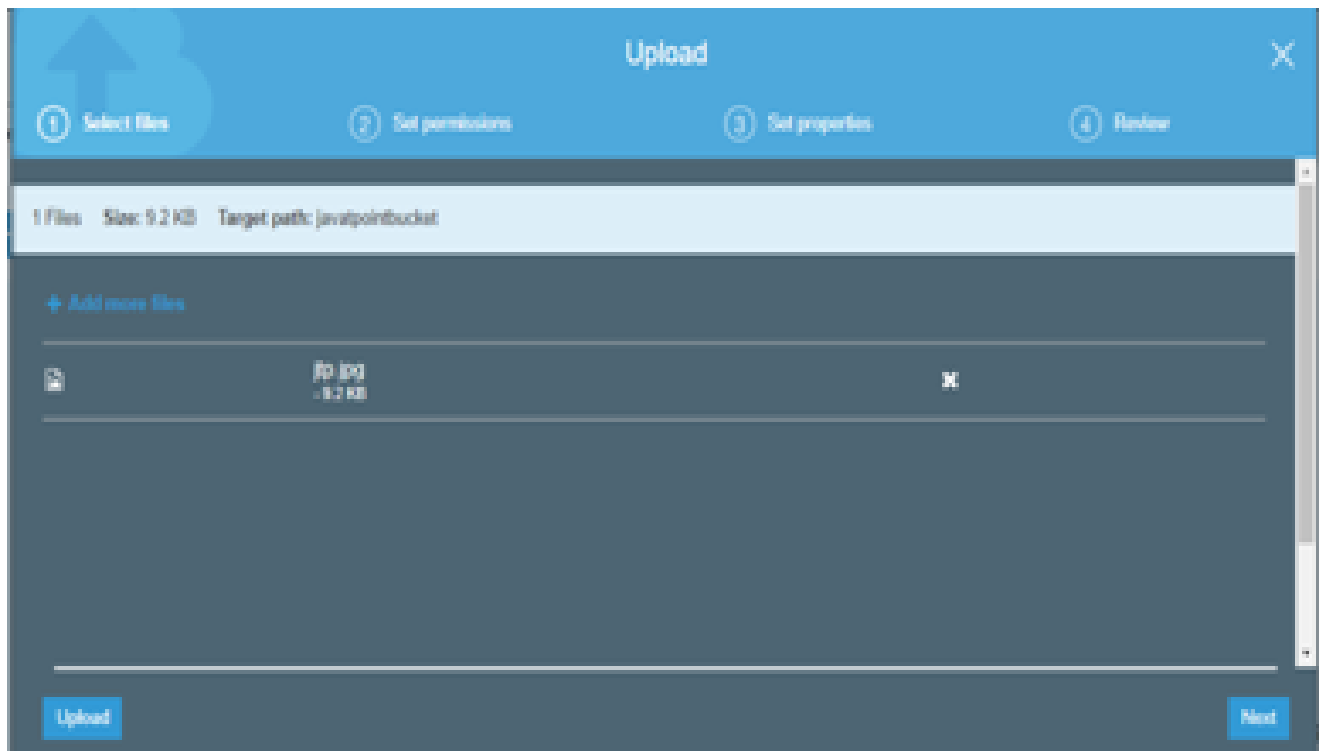 Upload
1 Select files 2 Set permissions 3 Set properties 4 Review
1 Files Size: 9.2 KB Target path: javatpointbucket
+ Add more files
jtp.jpg
- 9.2 KB
Upload Next